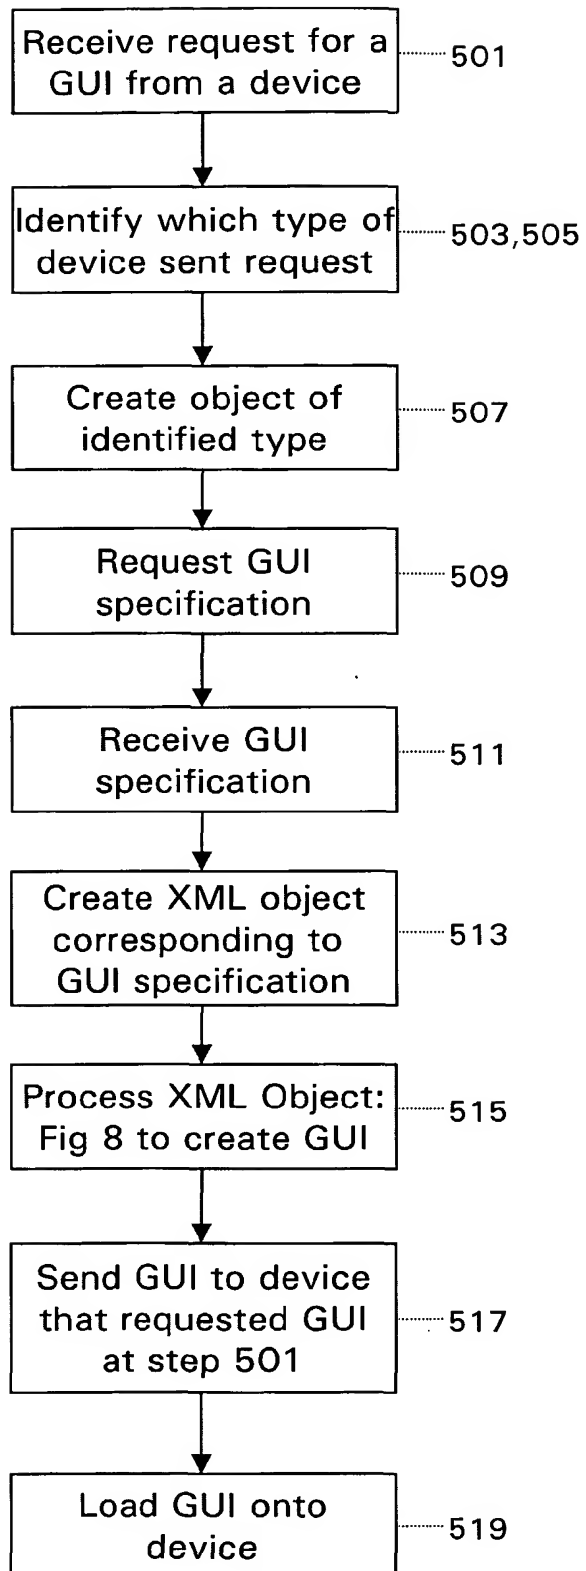 Receive request for a
GUI from a device
501
Identify which type of
device sent request
503,505
Create object of
identified type
507
Request GUI
specification
509
Receive GUI
specification
511
Create XML object
corresponding to
GUI specification
513
Process XML Object:
Fig 8 to create GUI
515
Send GUI to device
that requested GUI
at step 501
517
Load GUI onto
device
519